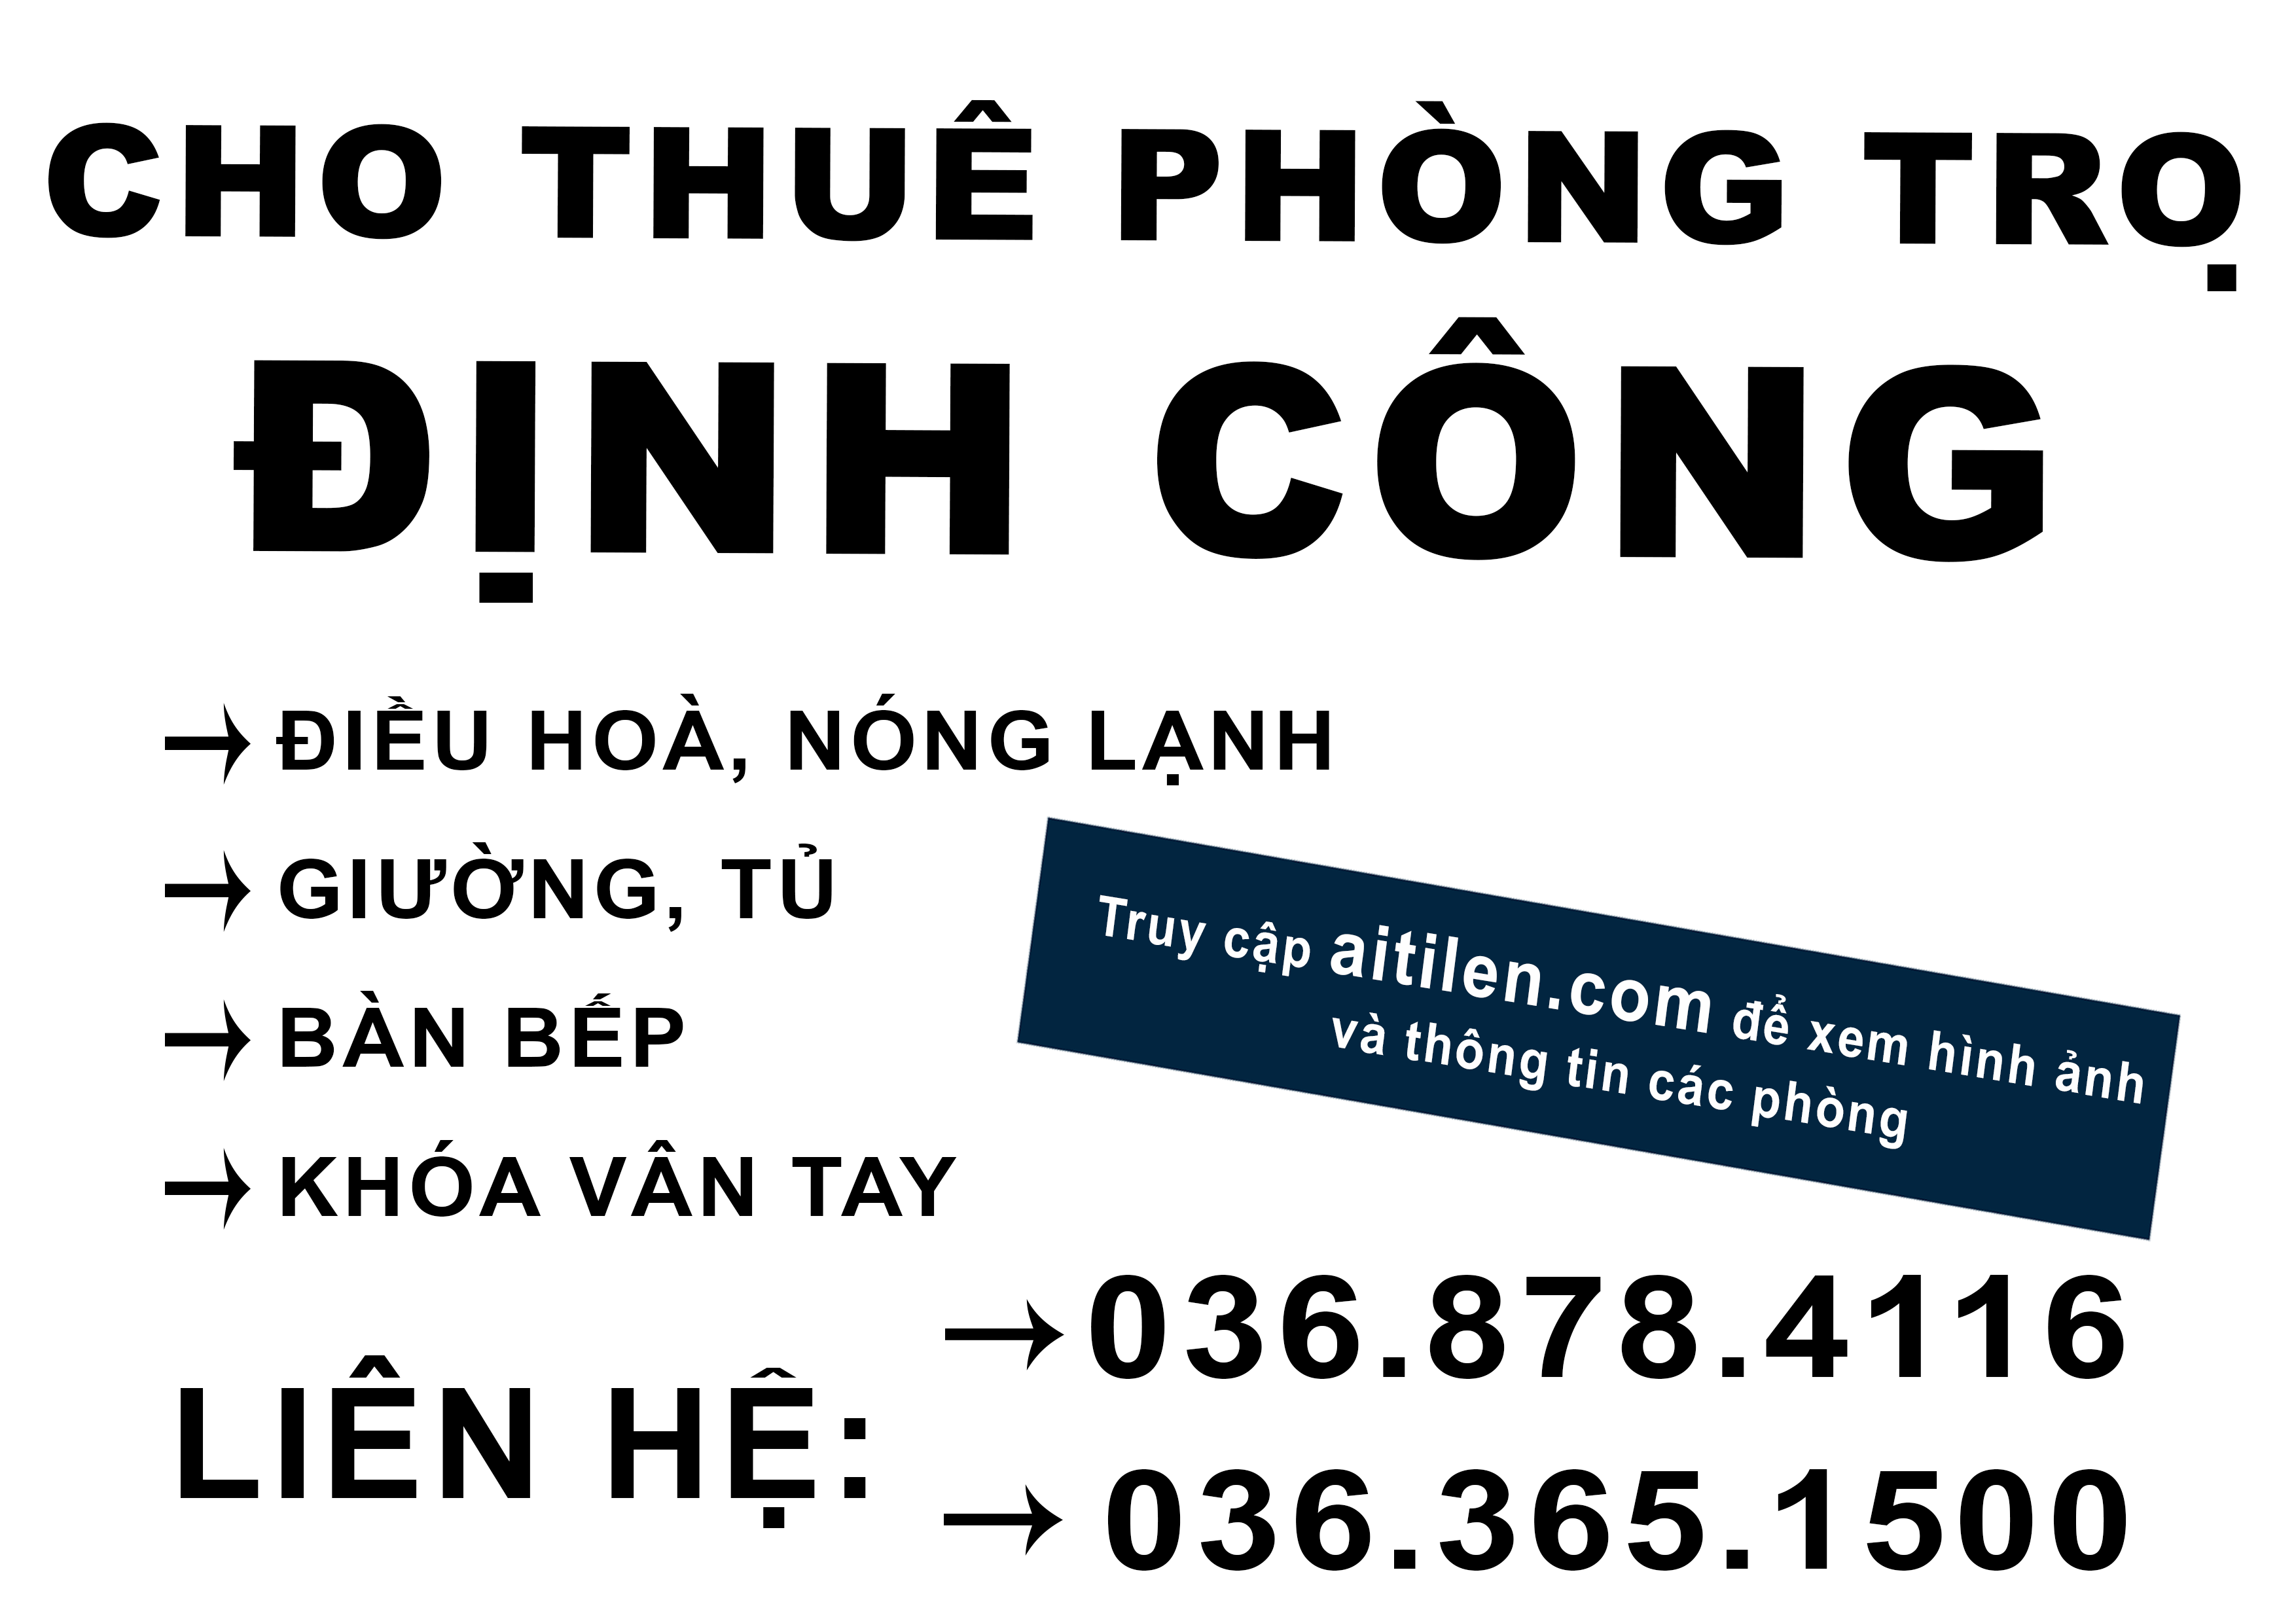 CHO THUÊ PHÒNG TRỌ
ĐỊNH CÔNG
→ ĐIỀU HOÀ, NÓNG LẠNH
→ GIƯỜNG, TỦ
→ BÀN BẾP
→ KHÓA VÂN TAY
Truy cập aitilen.com để xem hình ảnh
và thông tin các phòng
LIÊN HỆ:
→ 036.878.4116
→ 036.365.1500